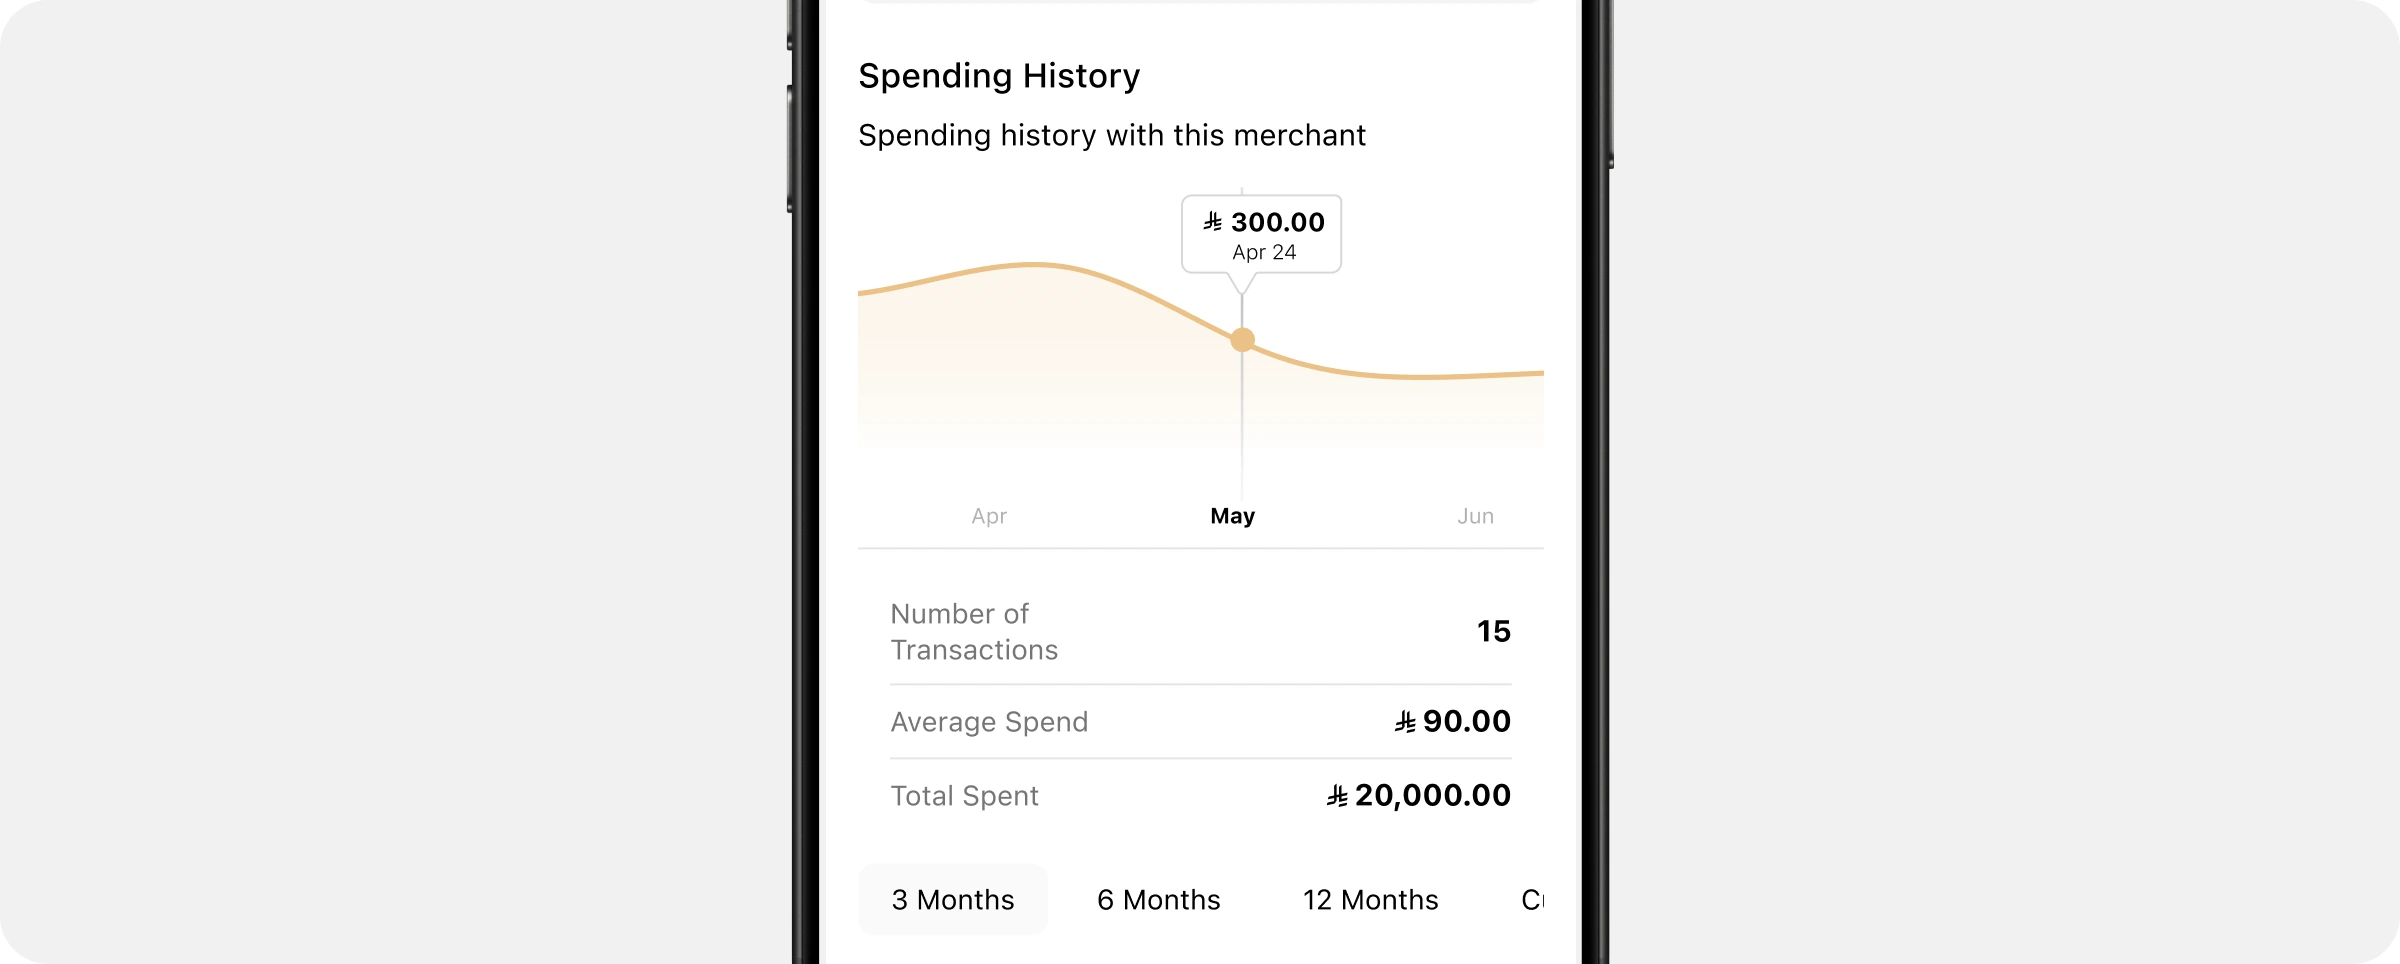 Spending History
Spending history with this merchant
⃁ 300.00
Apr 24
Apr May Jun
Number of
Transactions
15
Average Spend ⃁ 90.00
Total Spent ⃁ 20,000.00
3 Months 6 Months 12 Months